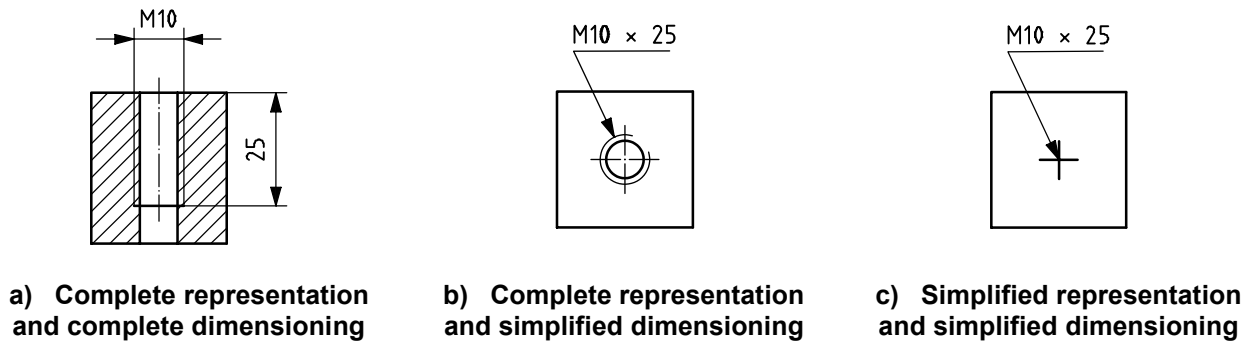 M10
25
M10 × 25
M10 × 25
a) Complete representation
and complete dimensioning
b) Complete representation
and simplified dimensioning
c) Simplified representation
and simplified dimensioning